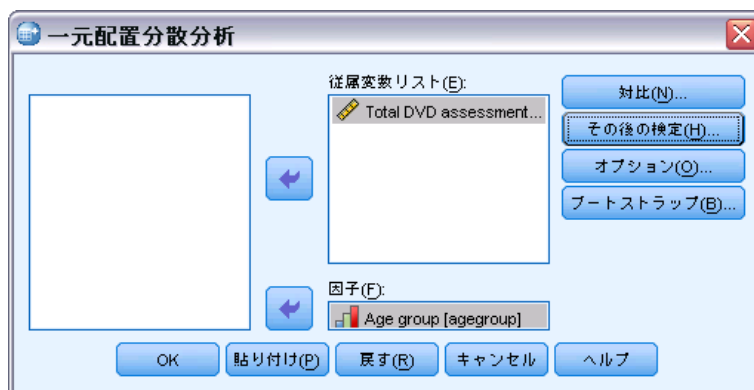 一元配置分散分析
従属変数リスト(E):
Total DVD assessment...
対比(N)...
その後の検定(H)...
オプション(O)...
ブートストラップ(B)...
因子(F):
Age group [agegroup]
OK
貼り付け(P)
戻す(R)
キャンセル
ヘルプ